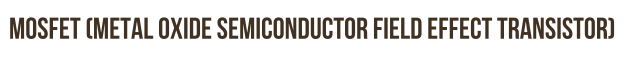 MOSFET (METAL OXIDE SEMICONDUCTOR FIELD EFFECT TRANSISTOR)